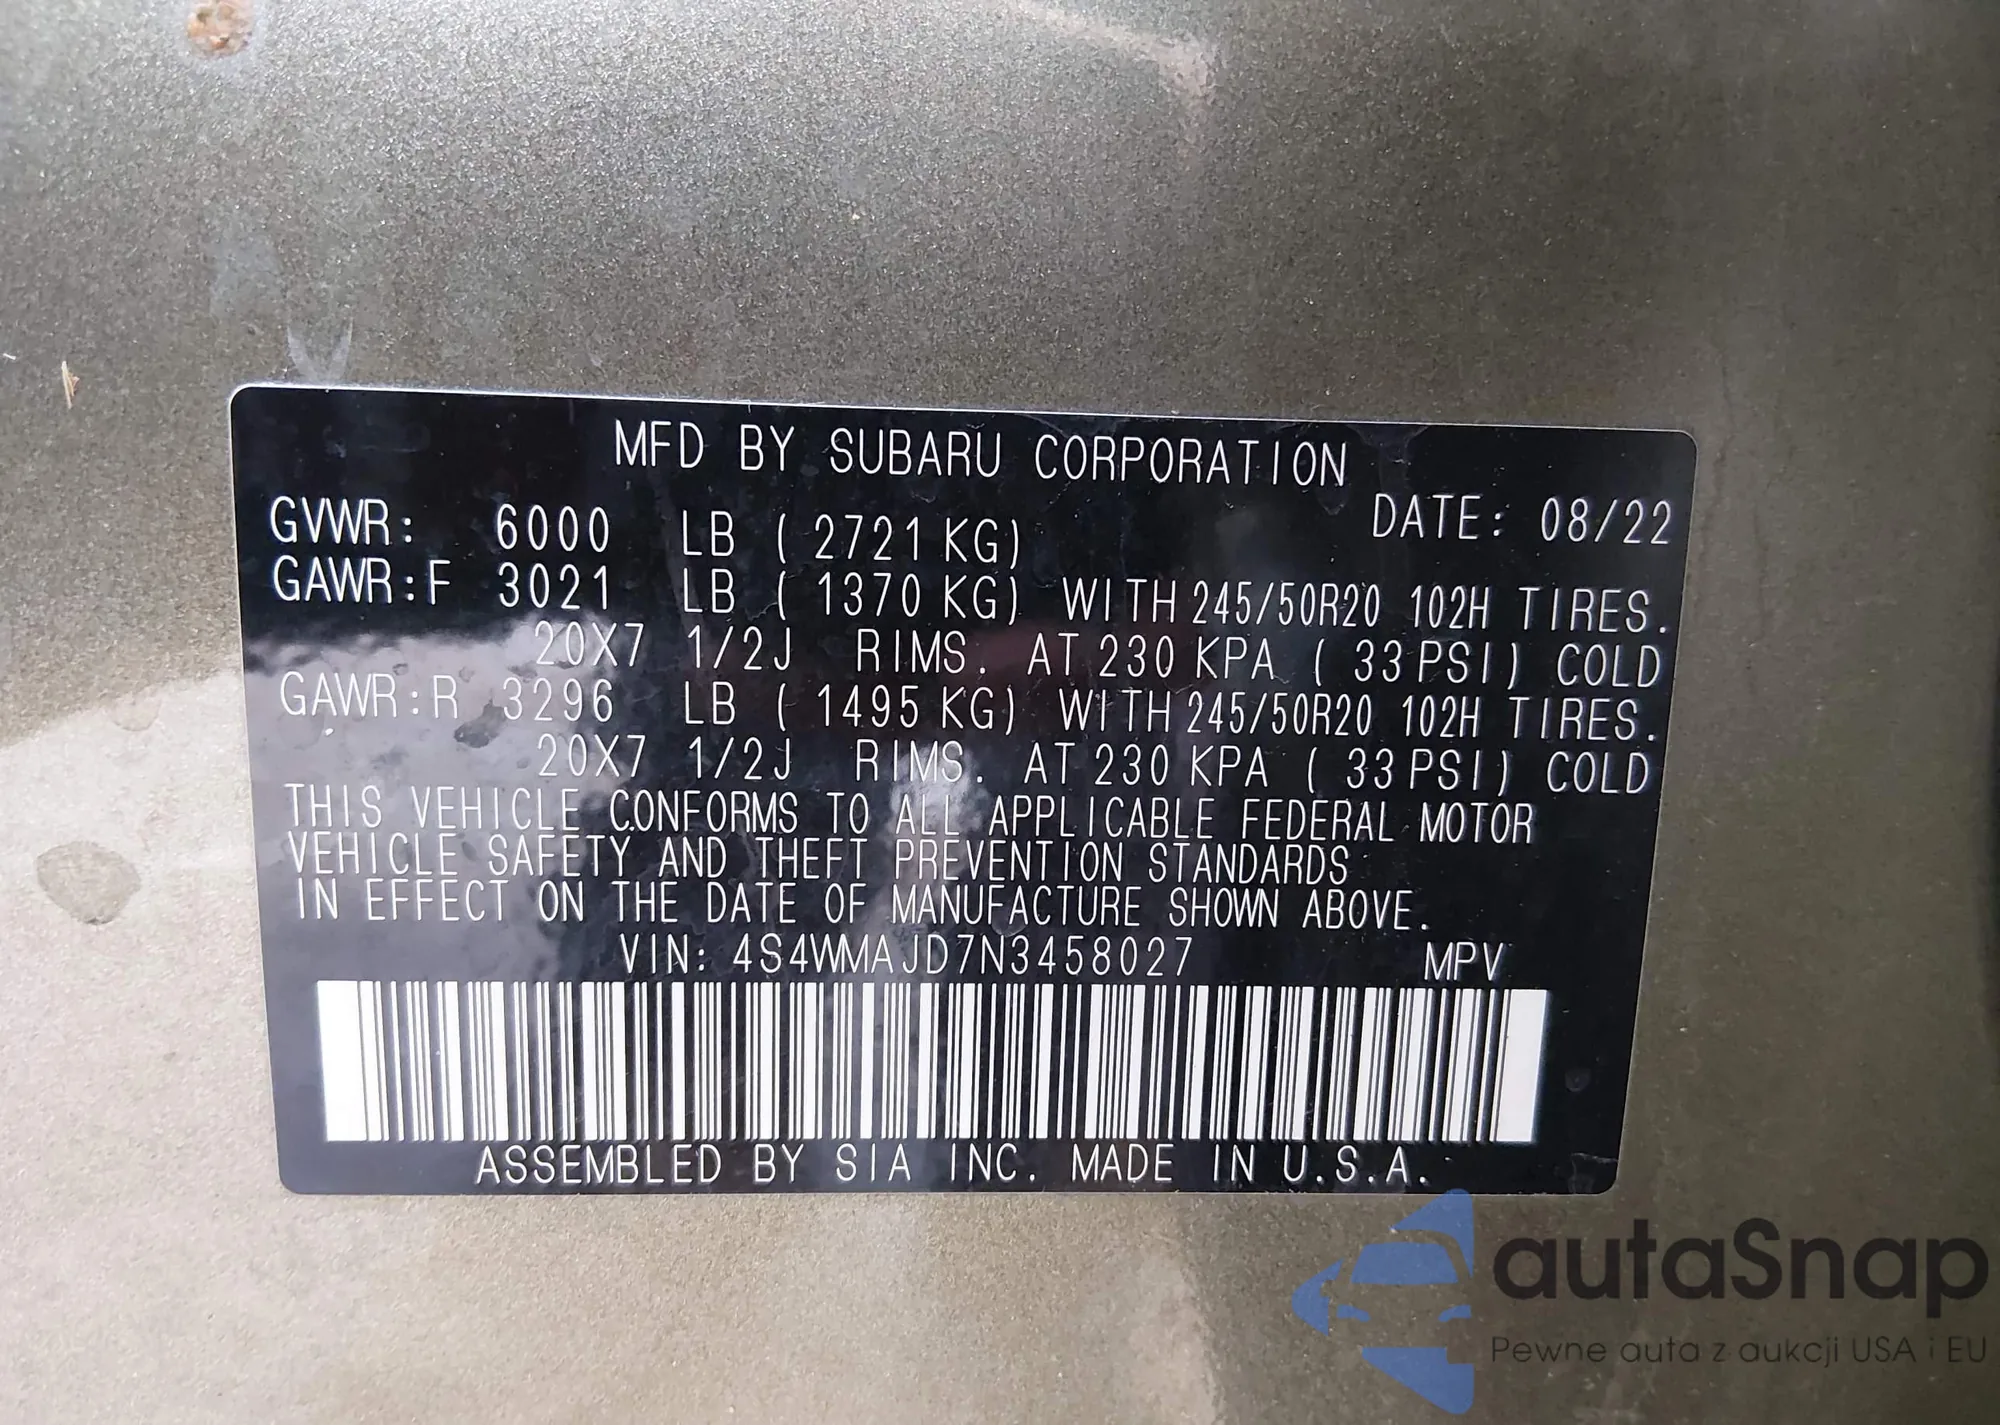 MFD BY SUBARU CORPORATION
DATE: 08/22
GVWR: 6000 LB ( 2721 KG)
GAWR:F 3021 LB ( 1370 KG) WITH 245/50R20 102H TIRES.
20X7 1/2J RIMS. AT 230 KPA ( 33 PSI) COLD
GAWR:R 3296 LB ( 1495 KG) WITH 245/50R20 102H TIRES.
20X7 1/2J RIMS. AT 230 KPA ( 33 PSI) COLD
THIS VEHICLE CONFORMS TO ALL APPLICABLE FEDERAL MOTOR
VEHICLE SAFETY AND THEFT PREVENTION STANDARDS
IN EFFECT ON THE DATE OF MANUFACTURE SHOWN ABOVE.
VIN: 4S4WMAJD7N3458027 MPV
ASSEMBLED BY SIA INC. MADE IN U.S.A.
autaSnap
Pewne auta z aukcji USA i EU